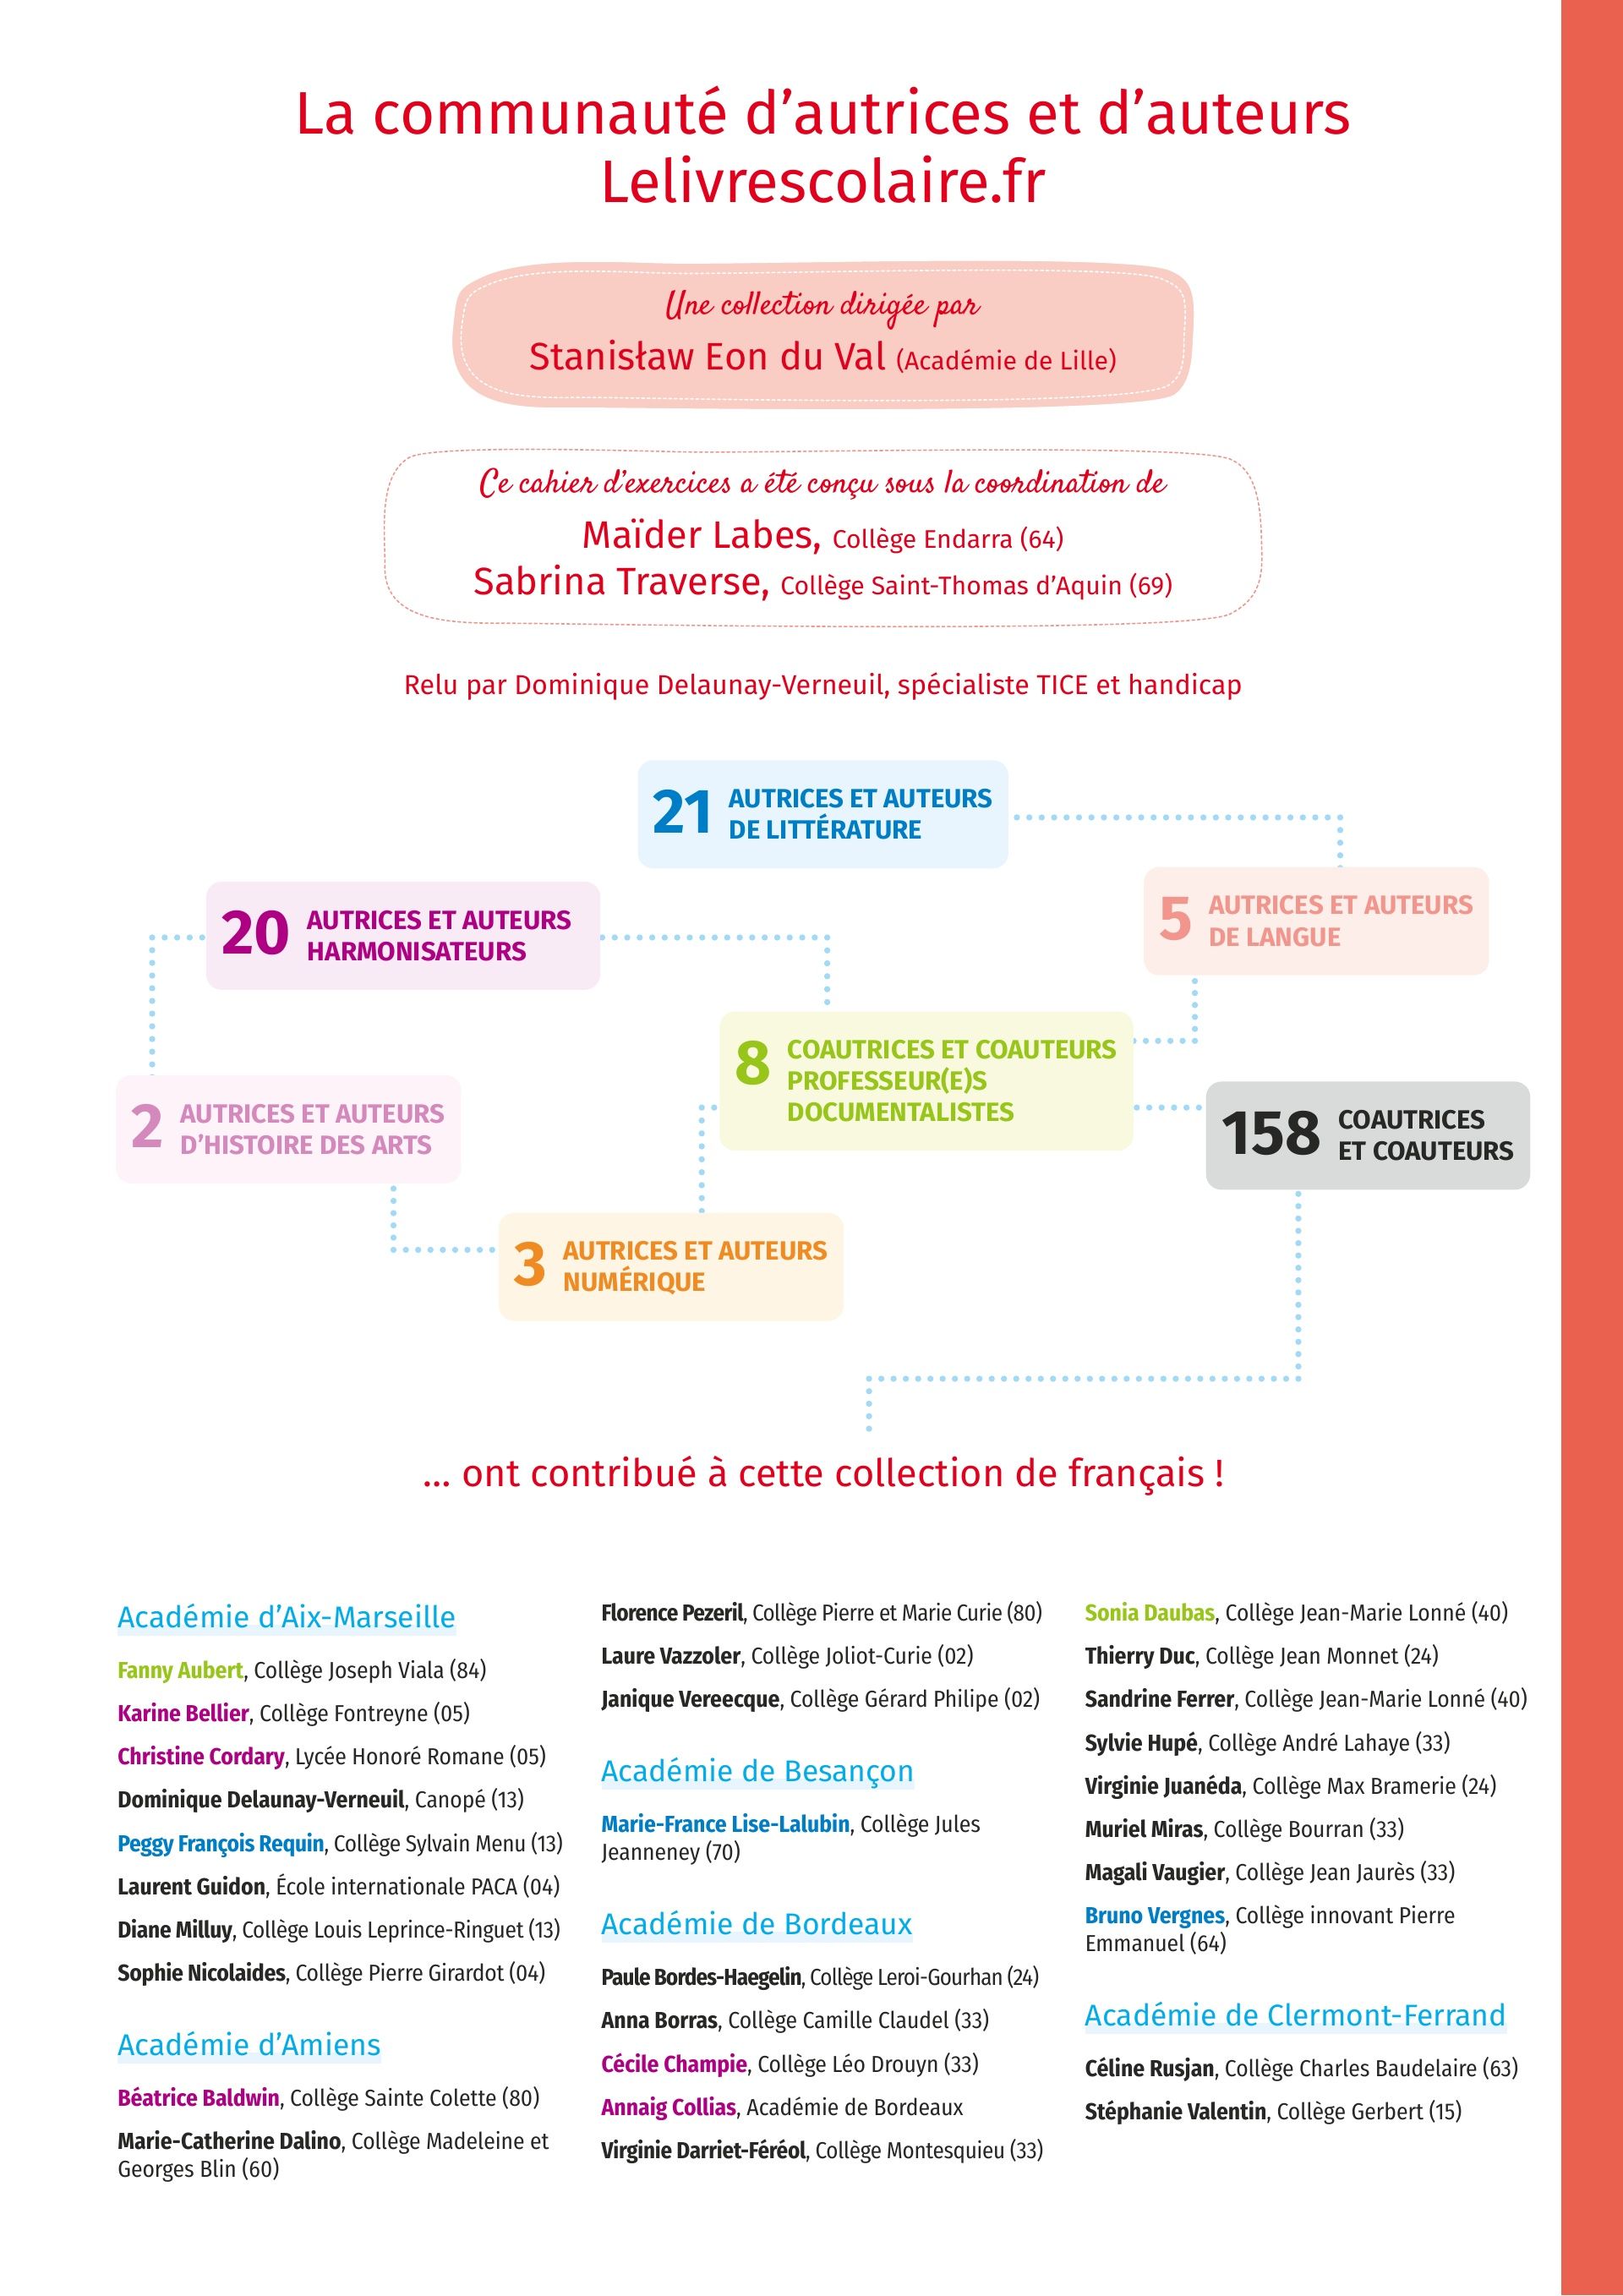 La communauté d’autrices et d’auteurs
Lelivrescolaire.fr
Une collection dirigée par
Stanisław Eon du Val (Académie de Lille)
Ce cahier d’exercices a été conçu sous la coordination de
Maïder Labes, Collège Endarra (64)
Sabrina Traverse, Collège Saint-Thomas d’Aquin (69)
Relu par Dominique Delaunay-Verneuil, spécialiste TICE et handicap
21 AUTRICES ET AUTEURS
DE LITTÉRATURE
5 AUTRICES ET AUTEURS
DE LANGUE
20 AUTRICES ET AUTEURS
HARMONISATEURS
8 COAUTRICES ET COAUTEURS
PROFESSEUR(E)S
DOCUMENTALISTES
2 AUTRICES ET AUTEURS
D’HISTOIRE DES ARTS
158 COAUTRICES
ET COAUTEURS
3 AUTRICES ET AUTEURS
NUMÉRIQUE
... ont contribué à cette collection de français !
Académie d’Aix-Marseille
Fanny Aubert, Collège Joseph Viala (84)
Karine Bellier, Collège Fontreyne (05)
Christine Cordary, Lycée Honoré Romane (05)
Dominique Delaunay-Verneuil, Canopé (13)
Peggy François Requin, Collège Sylvain Menu (13)
Laurent Guidon, École internationale PACA (04)
Diane Milluy, Collège Louis Leprince-Ringuet (13)
Sophie Nicolaides, Collège Pierre Girardot (04)
Académie d’Amiens
Béatrice Baldwin, Collège Sainte Colette (80)
Marie-Catherine Dalino, Collège Madeleine et
Georges Blin (60)
Florence Pezeril, Collège Pierre et Marie Curie (80)
Laure Vazzoler, Collège Joliot-Curie (02)
Janique Vereecque, Collège Gérard Philipe (02)
Académie de Besançon
Marie-France Lise-Lalubin, Collège Jules
Jeanneney (70)
Académie de Bordeaux
Paule Bordes-Haegelin, Collège Leroi-Gourhan (24)
Anna Borras, Collège Camille Claudel (33)
Cécile Champie, Collège Léo Drouyn (33)
Annaig Collias, Académie de Bordeaux
Virginie Darriet-Féréol, Collège Montesquieu (33)
Sonia Daubas, Collège Jean-Marie Lonné (40)
Thierry Duc, Collège Jean Monnet (24)
Sandrine Ferrer, Collège Jean-Marie Lonné (40)
Sylvie Hupé, Collège André Lahaye (33)
Virginie Juanéda, Collège Max Bramerie (24)
Muriel Miras, Collège Bourran (33)
Magali Vaugier, Collège Jean Jaurès (33)
Bruno Vergnes, Collège innovant Pierre
Emmanuel (64)
Académie de Clermont-Ferrand
Céline Rusjan, Collège Charles Baudelaire (63)
Stéphanie Valentin, Collège Gerbert (15)